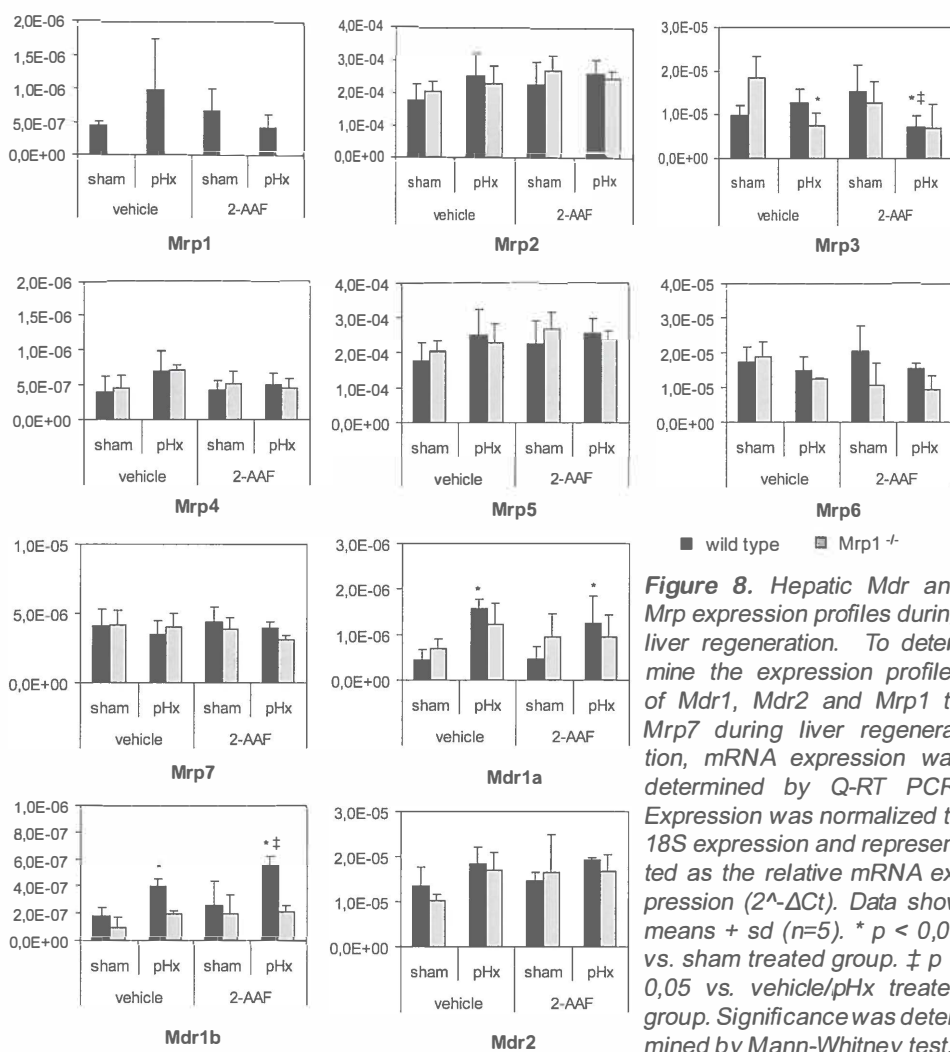 2,0E-06
1,5E-06
1,0E-06
5,0E-07
0,0E+00
sham pHx sham pHx
vehicle 2-AAF
Mrp1
4,0E-04
3,0E-04
2,0E-04
1,0E-04
0,0E+00
sham pHx sham pHx
vehicle 2-AAF
Mrp2
3,0E-05
2,0E-05
1,0E-05
0,0E+00
* *‡
sham pHx sham pHx
vehicle 2-AAF
Mrp3
2,0E-06
1,5E-06
1,0E-06
5,0E-07
0,0E+00
sham pHx sham pHx
vehicle 2-AAF
Mrp4
4,0E-04
3,0E-04
2,0E-04
1,0E-04
0,0E+00
sham pHx sham pHx
vehicle 2-AAF
Mrp5
4,0E-05
3,0E-05
2,0E-05
1,0E-05
0,0E+00
sham pHx sham pHx
vehicle 2-AAF
Mrp6
1,0E-05
5,0E-06
0,0E+00
sham pHx sham pHx
vehicle 2-AAF
Mrp7
3,0E-06
2,0E-06
1,0E-06
0,0E+00
* *
sham pHx sham pHx
vehicle 2-AAF
Mdr1a
1,0E-06
8,0E-07
6,0E-07
4,0E-07
2,0E-07
0,0E+00
* ‡
sham pHx sham pHx
vehicle 2-AAF
Mdr1b
3,0E-05
2,0E-05
1,0E-05
0,0E+00
sham pHx sham pHx
vehicle 2-AAF
Mdr2
wild type Mrp1 -/-
Figure 8. Hepatic Mdr an
Mrp expression profiles durin
liver regeneration. To deter
mine the expression profile
of Mdr1, Mdr2 and Mrp1 t
Mrp7 during liver regenera
tion, mRNA expression wa
determined by Q-RT PCR
Expression was normalized t
18S expression and represen
ted as the relative mRNA ex
pression (2^-ΔCt). Data show
means + sd (n=5). * p < 0,0
vs. sham treated group. ‡ p
0,05 vs. vehicle/pHx treate
group. Significance was deter
mined by Mann-Whitney test.